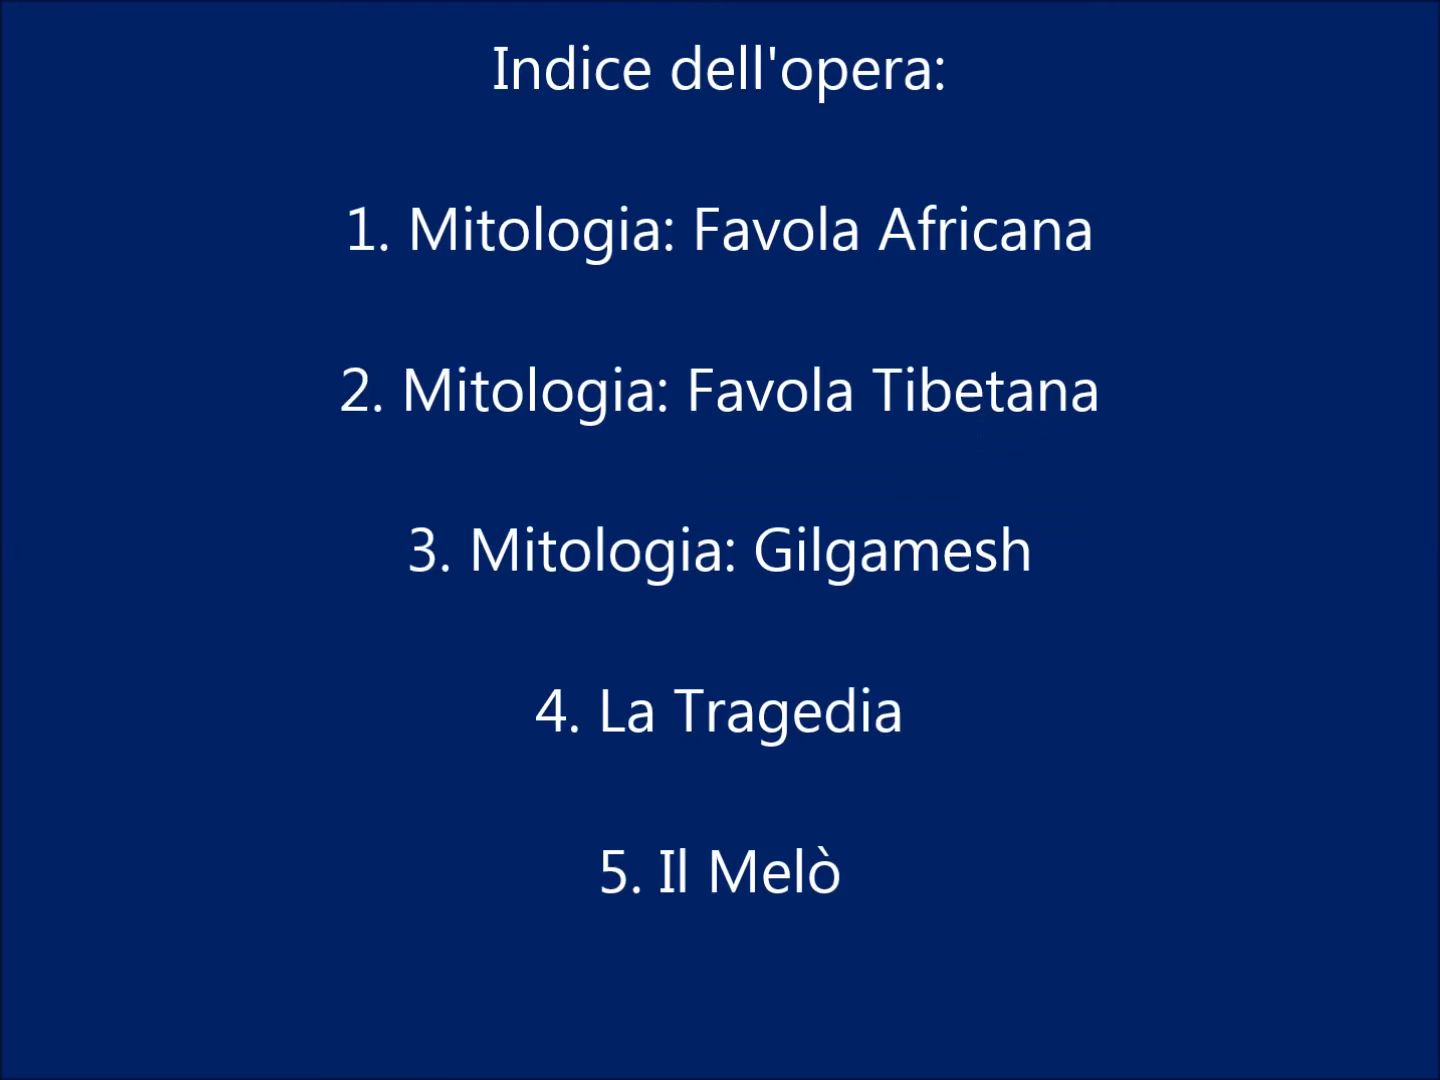 Indice dell'opera:
1. Mitologia: Favola Africana
2. Mitologia: Favola Tibetana
3. Mitologia: Gilgamesh
4. La Tragedia
5. Il Melò